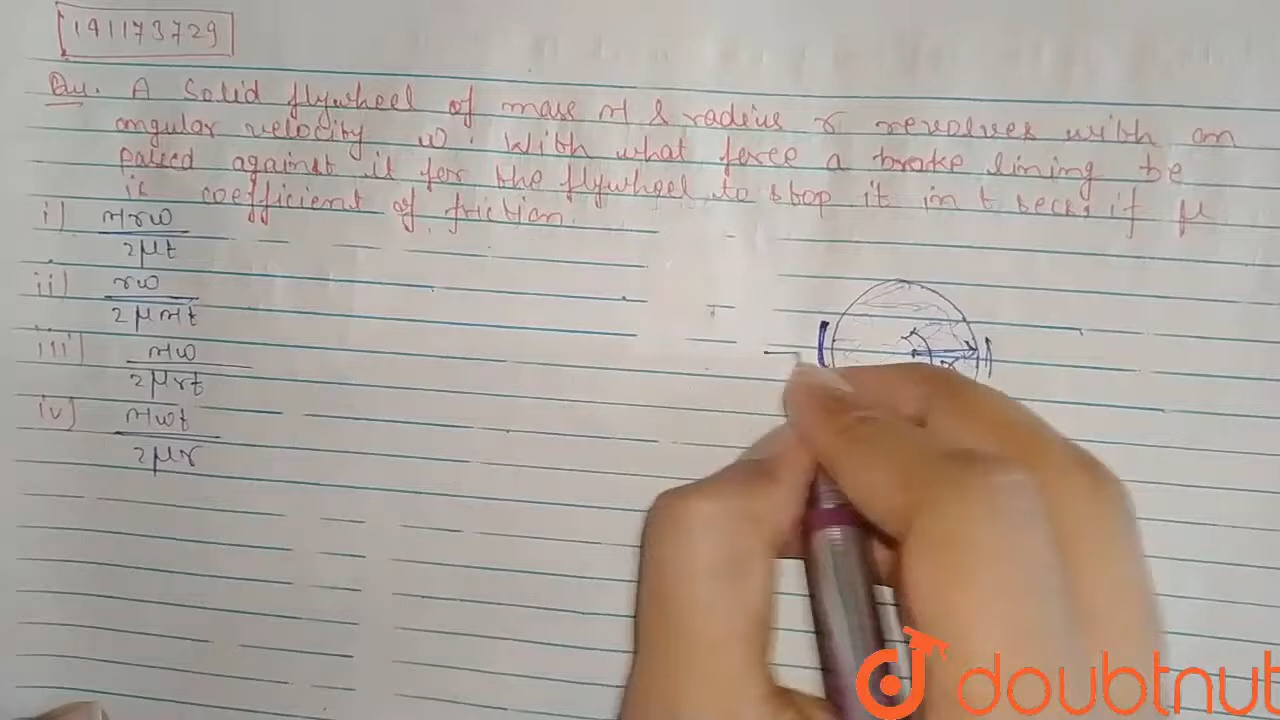 141173729
Qu. A Solid flywheel of mass M & radius r revolves with an
angular velocity ω. With what force a brake lining be
paked against it for the flywheel to stop it in t secs, if μ
is coefficient of friction.
i) Mrω
2μt
ii) rω
2μMt
iii) Mω
2μrt
iv) Mωt
2μr
r
doubtnut